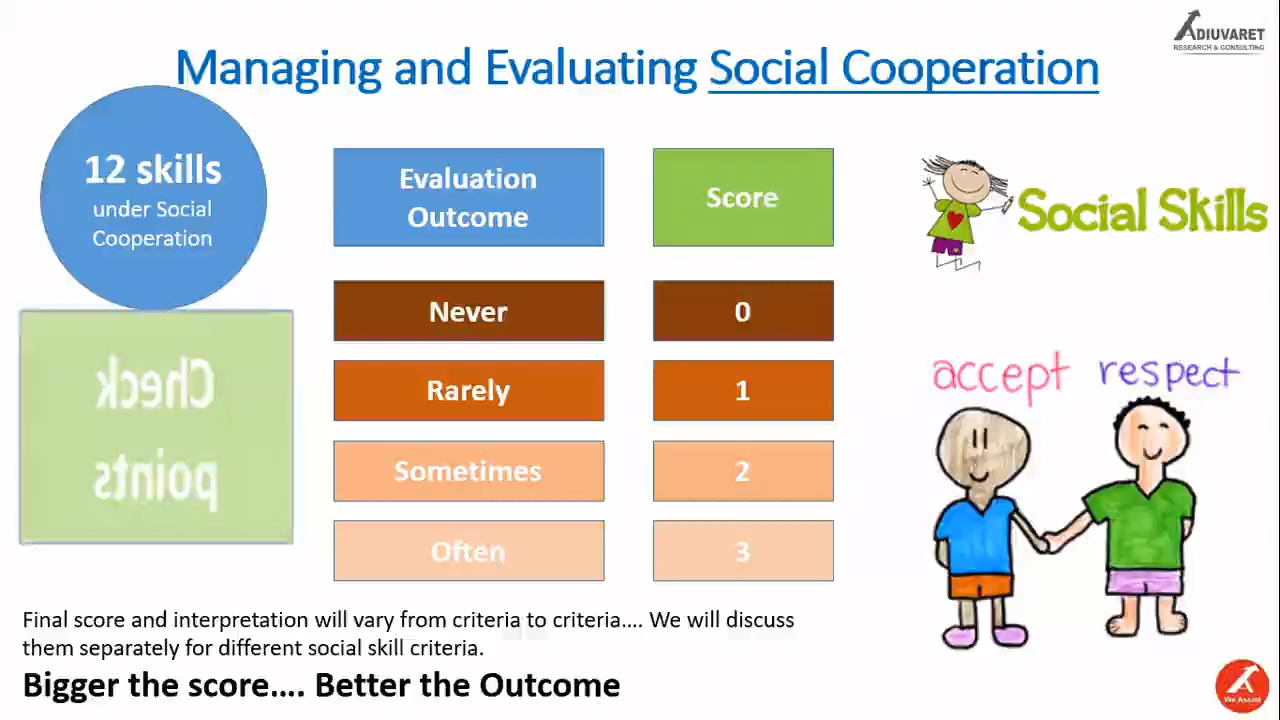 ADIUVARET
RESEARCH & CONSULTING
Managing and Evaluating Social Cooperation
12 skills
under Social
Cooperation
Check
points
Evaluation
Outcome
Score
Never
0
Rarely
1
Sometimes
2
Often
3
Social Skills
accept respect
Final score and interpretation will vary from criteria to criteria.... We will discuss
them separately for different social skill criteria.
Bigger the score.... Better the Outcome
We Assist